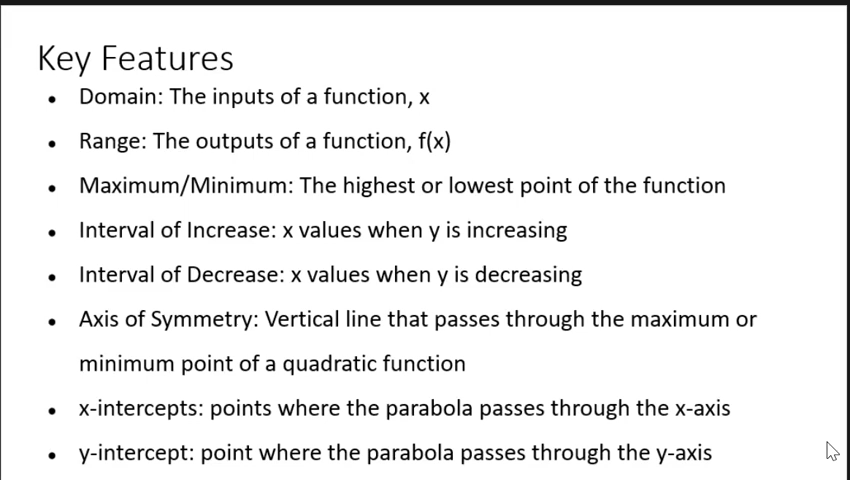 Key Features
• Domain: The inputs of a function, x
• Range: The outputs of a function, f(x)
• Maximum/Minimum: The highest or lowest point of the function
• Interval of Increase: x values when y is increasing
• Interval of Decrease: x values when y is decreasing
• Axis of Symmetry: Vertical line that passes through the maximum or
minimum point of a quadratic function
• x-intercepts: points where the parabola passes through the x-axis
• y-intercept: point where the parabola passes through the y-axis